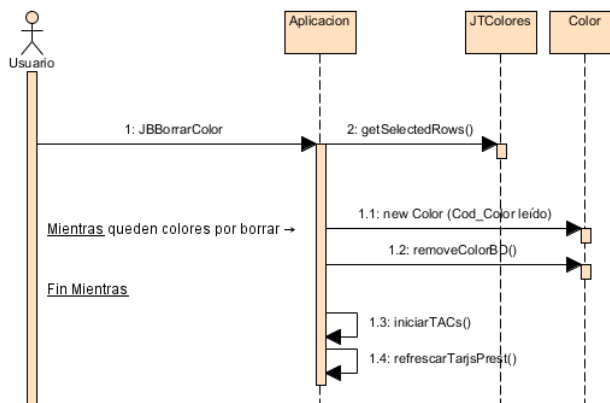 Aplicacion
JTColores
Color
Usuario
1: JBBorrarColor
2: getSelectedRows()
1.1: new Color (Cod_Color leído)
Mientras queden colores por borrar →
1.2: removeColorBD()
Fin Mientras
1.3: iniciarTACs()
1.4: refrescarTarjsPrest()